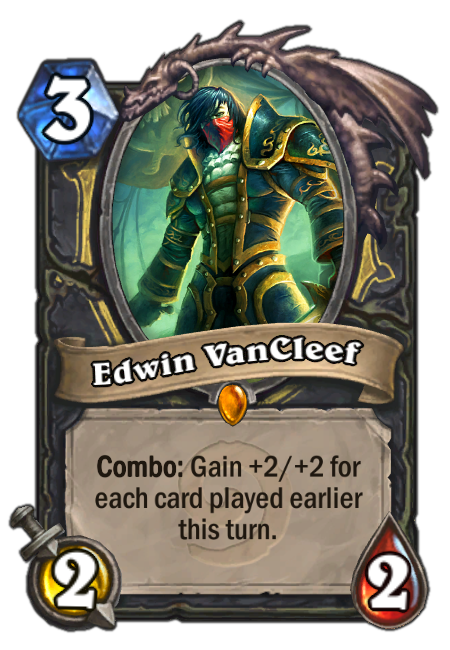 3
Edwin VanCleef
Combo: Gain +2/+2 for
each card played earlier
this turn.
2
2